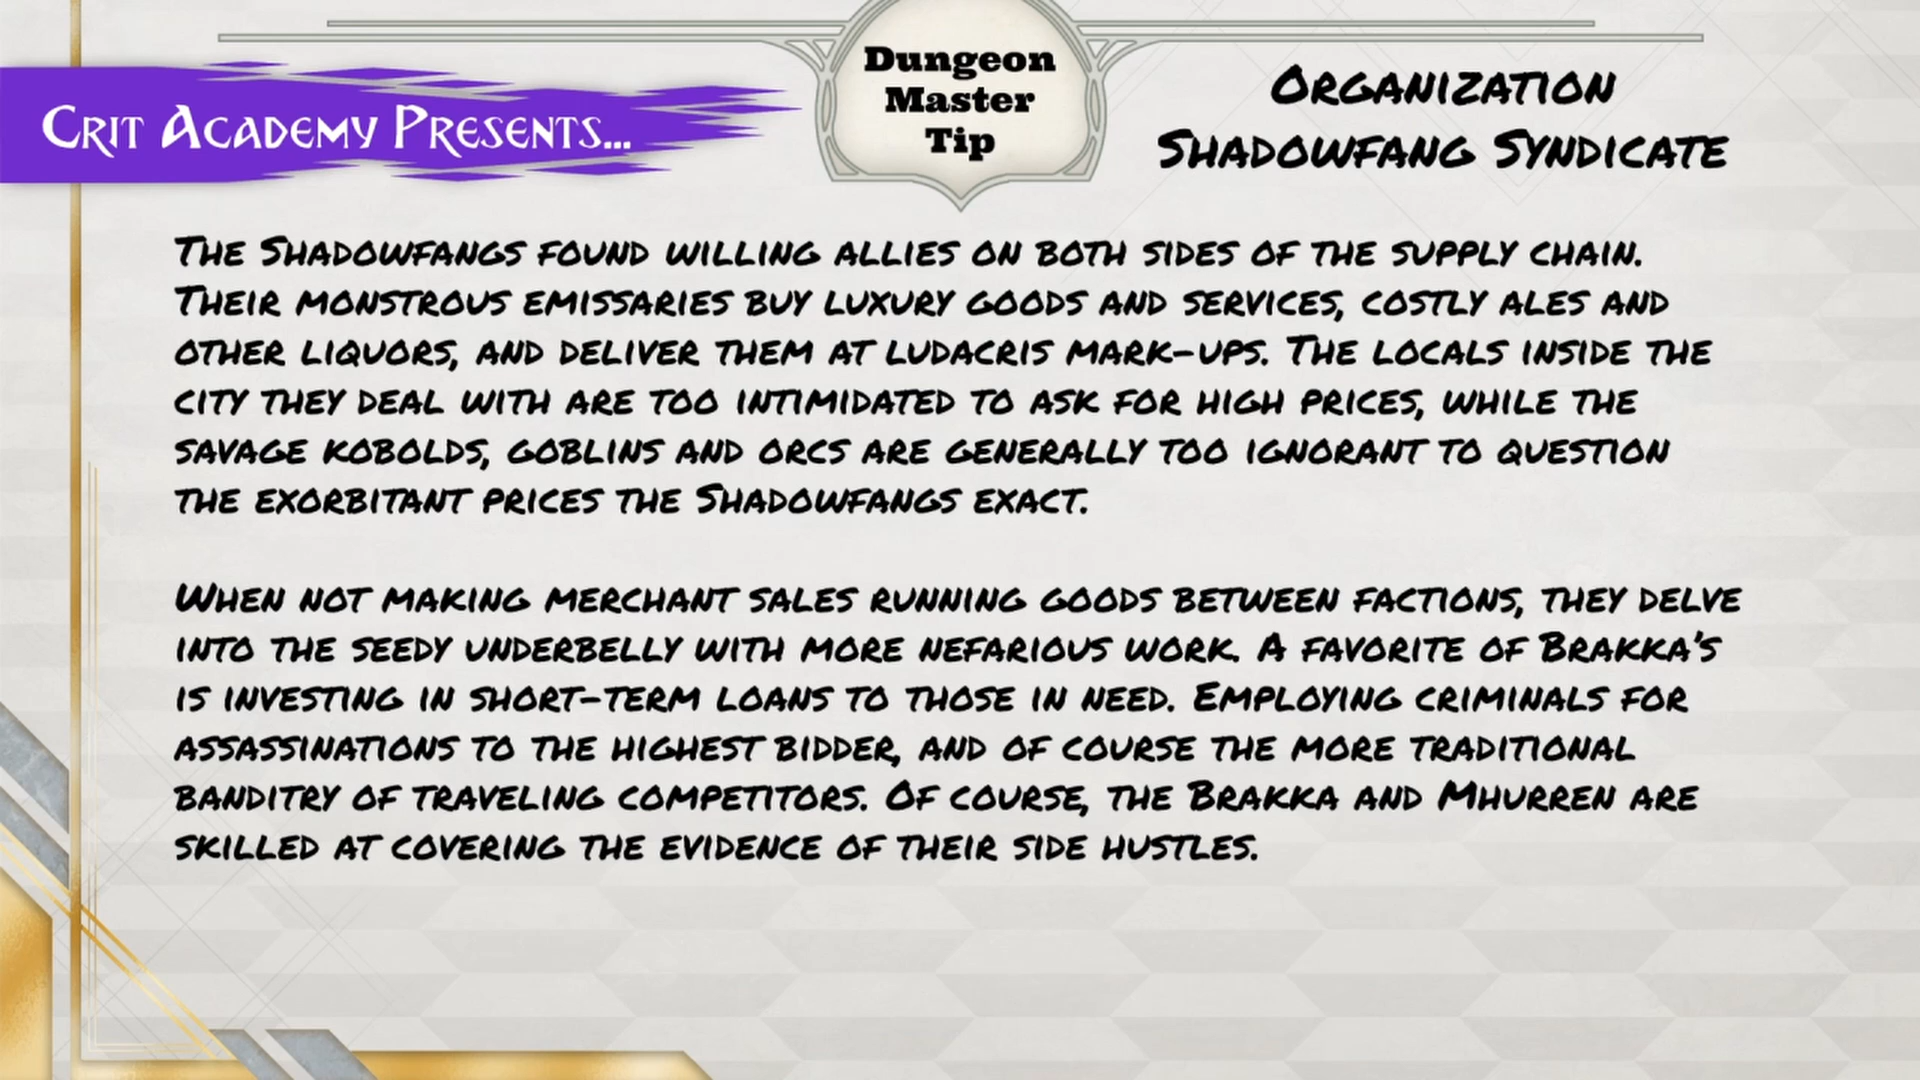 Crit Academy Presents...
Dungeon
Master
Tip
Organization
Shadowfang Syndicate
The Shadowfangs found willing allies on both sides of the supply chain.
Their monstrous emissaries buy luxury goods and services, costly ales and
other liquors, and deliver them at ludacris mark-ups. The locals inside the
city they deal with are too intimidated to ask for high prices, while the
savage kobolds, goblins and orcs are generally too ignorant to question
the exorbitant prices the Shadowfangs exact.
When not making merchant sales running goods between factions, they delve
into the seedy underbelly with more nefarious work. A favorite of Brakka's
is investing in short-term loans to those in need. Employing criminals for
assassinations to the highest bidder, and of course the more traditional
banditry of traveling competitors. Of course, the Brakka and Mhurren are
skilled at covering the evidence of their side hustles.